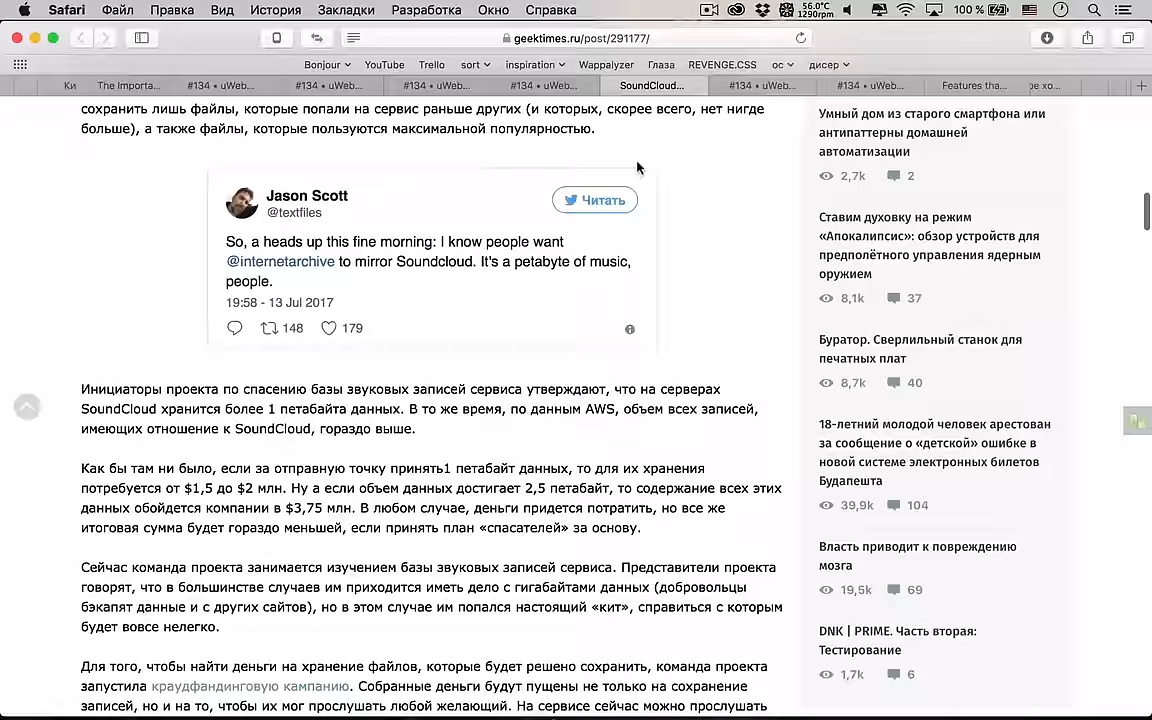 Safari Файл Правка Вид История Закладки Разработка Окно Справка 56.0°C 1290rpm 100 %
geektimes.ru/post/291177/
Bonjour YouTube Trello sort inspiration Wappalyzer Глаза REVENGE.CSS ос дисер
Ки The Importa... #134 • uWeb... #134 • uWeb... #134 • uWeb... #134 • uWeb... SoundCloud... #134 • uWeb... #134 • uWeb... Features tha... ре хо...
сохранить лишь файлы, которые попали на сервис раньше других (и которых, скорее всего, нет нигде
больше), а также файлы, которые пользуются максимальной популярностью.
Jason Scott
@textfiles
Читать
So, a heads up this fine morning: I know people want
@internetarchive to mirror Soundcloud. It's a petabyte of music,
people.
19:58 - 13 Jul 2017
148 179
Инициаторы проекта по спасению базы звуковых записей сервиса утверждают, что на серверах
SoundCloud хранится более 1 петабайта данных. В то же время, по данным AWS, объем всех записей,
имеющих отношение к SoundCloud, гораздо выше.
Как бы там ни было, если за отправную точку принять1 петабайт данных, то для их хранения
потребуется от $1,5 до $2 млн. Ну а если объем данных достигает 2,5 петабайт, то содержание всех этих
данных обойдется компании в $3,75 млн. В любом случае, деньги придется потратить, но все же
итоговая сумма будет гораздо меньшей, если принять план «спасателей» за основу.
Сейчас команда проекта занимается изучением базы звуковых записей сервиса. Представители проекта
говорят, что в большинстве случаев им приходится иметь дело с гигабайтами данных (добровольцы
бэкапят данные и с других сайтов), но в этом случае им попался настоящий «кит», справиться с которым
будет вовсе нелегко.
Для того, чтобы найти деньги на хранение файлов, которые будет решено сохранить, команда проекта
запустила краудфандинговую кампанию. Собранные деньги будут пущены не только на сохранение
записей, но и на то, чтобы их мог прослушать любой желающий. На сервисе сейчас можно прослушать
Умный дом из старого смартфона или
антипаттерны домашней
автоматизации
2,7k 2
Ставим духовку на режим
«Апокалипсис»: обзор устройств для
предполётного управления ядерным
оружием
8,1k 37
Буратор. Сверлильный станок для
печатных плат
8,7k 40
18-летний молодой человек арестован
за сообщение о «детской» ошибке в
новой системе электронных билетов
Будапешта
39,9k 104
Власть приводит к повреждению
мозга
19,5k 69
DNK | PRIME. Часть вторая:
Тестирование
1,7k 6